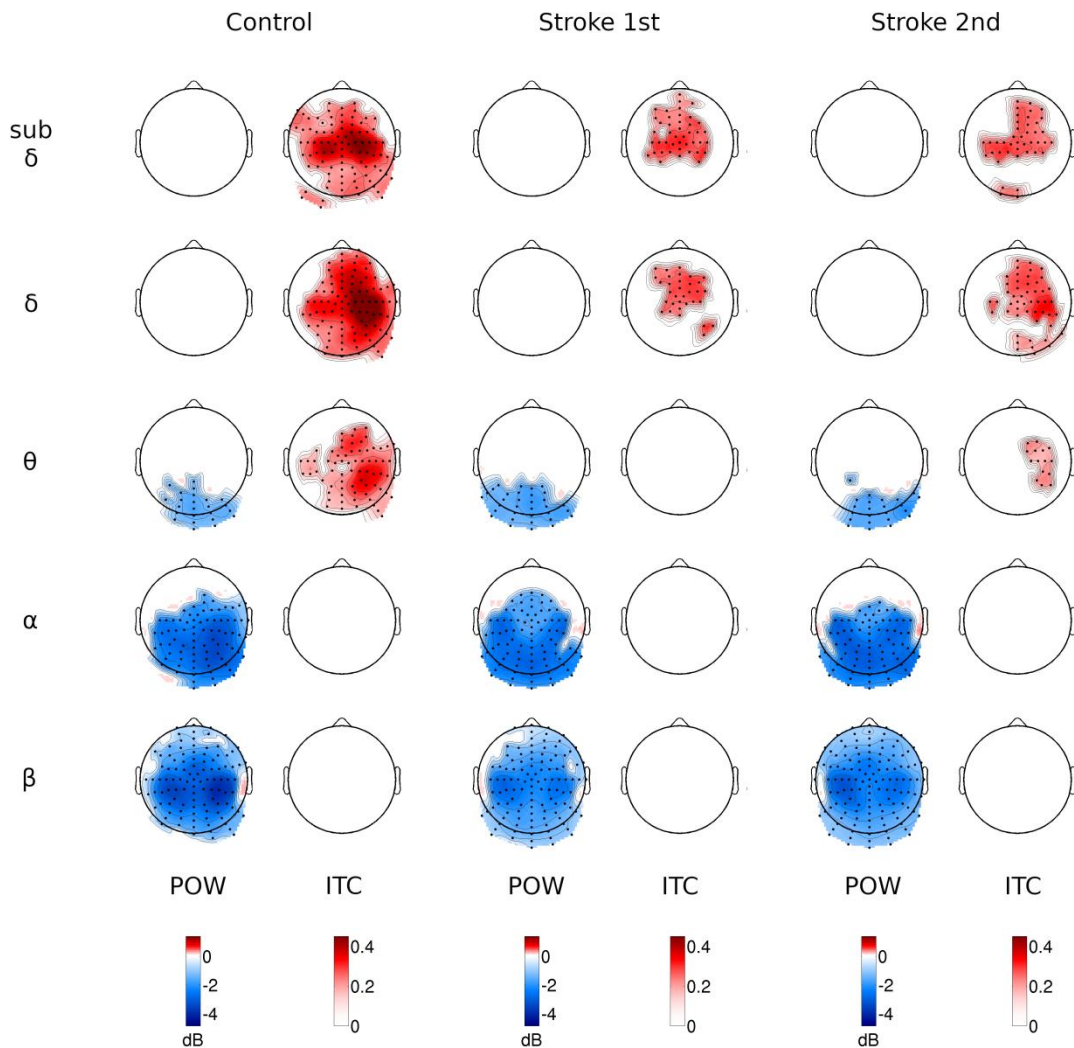 Control Stroke 1st Stroke 2nd
sub
δ
δ
θ
α
β
POW ITC POW ITC POW ITC
0 0.4 0 0.4 0 0.4
-2 0.2 -2 0.2 -2 0.2
-4 0 -4 0 -4 0
dB dB dB